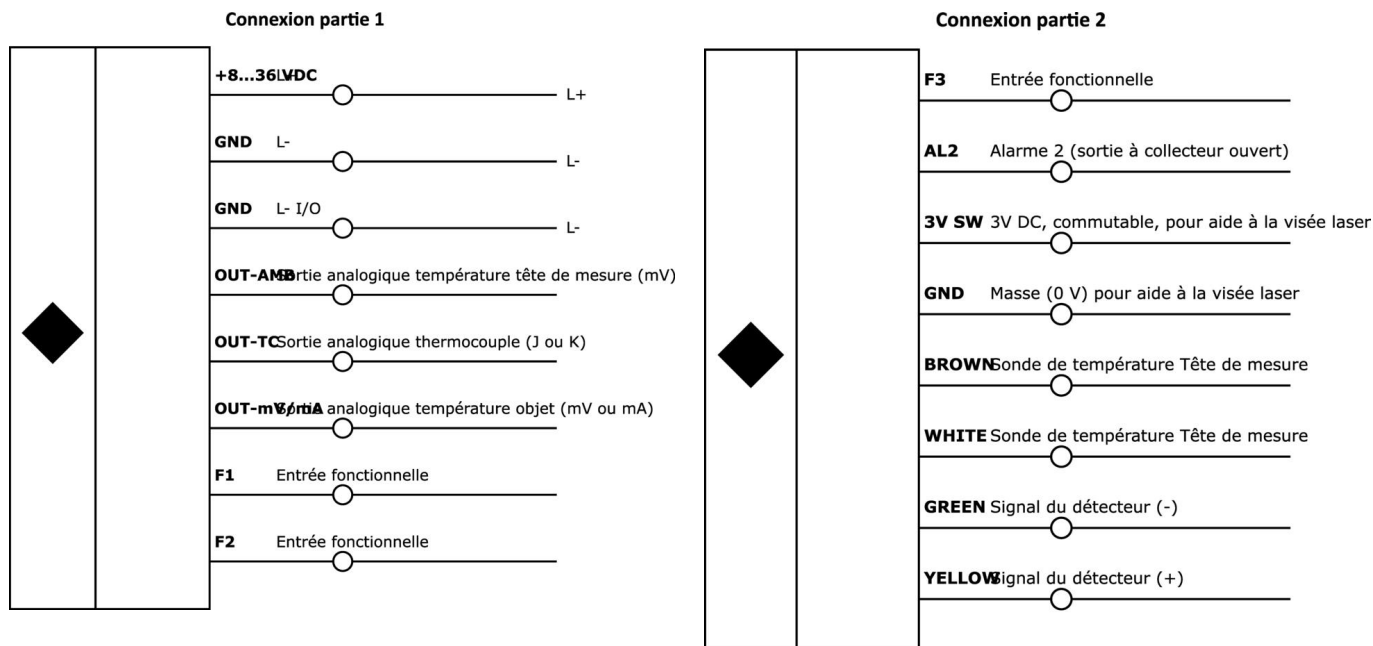 Connexion partie 1
+8...36 VDC L+
L+
GND L-
L-
GND L- I/O
L-
OUT-AMB Sortie analogique température tête de mesure (mV)
OUT-TC Sortie analogique thermocouple (J ou K)
OUT-mV/mA Sortie analogique température objet (mV ou mA)
F1 Entrée fonctionnelle
F2 Entrée fonctionnelle
Connexion partie 2
F3 Entrée fonctionnelle
AL2 Alarme 2 (sortie à collecteur ouvert)
3V SW 3V DC, commutable, pour aide à la visée laser
GND Masse (0 V) pour aide à la visée laser
BROWN Sonde de température Tête de mesure
WHITE Sonde de température Tête de mesure
GREEN Signal du détecteur (-)
YELLOW Signal du détecteur (+)